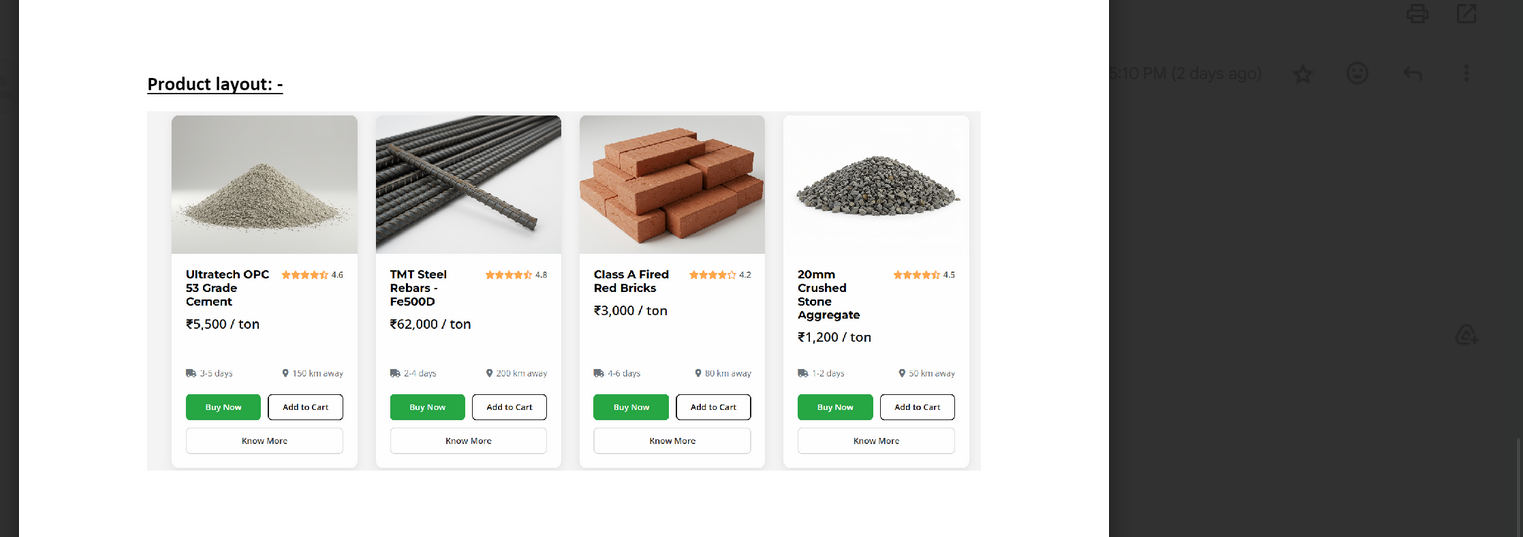 5:10 PM (2 days ago)
Product layout: -
Ultratech OPC
53 Grade
Cement
4.6
₹5,500 / ton
3-5 days
150 km away
Buy Now
Add to Cart
Know More
TMT Steel
Rebars -
Fe500D
4.8
₹62,000 / ton
2-4 days
200 km away
Buy Now
Add to Cart
Know More
Class A Fired
Red Bricks
4.2
₹3,000 / ton
4-6 days
80 km away
Buy Now
Add to Cart
Know More
20mm
Crushed
Stone
Aggregate
4.5
₹1,200 / ton
1-2 days
50 km away
Buy Now
Add to Cart
Know More